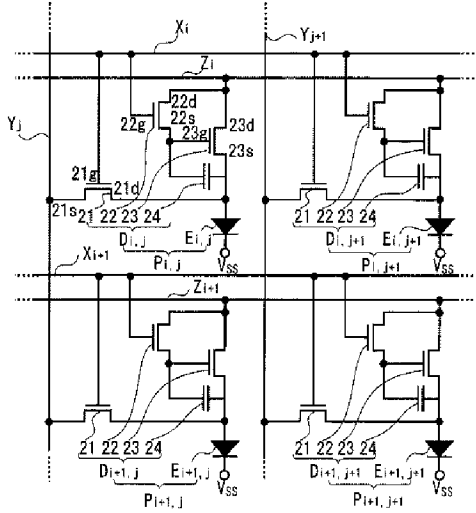 Xi
Yj+1
Zi
Yj
22d
22g 22s
23g 23d
23s
21g
21d
21s 21 22 23 24
21 22 23 24
Di, j Ei, j
Di, j+1 Ei, j+1
Pi, j VSS
Pi, j+1 VSS
Xi+1
Zi+1
21 22 23 24
21 22 23 24
Di+1, j Ei+1, j
Di+1, j+1 Ei+1, j+1
Pi+1, j VSS
Pi+1, j+1 VSS